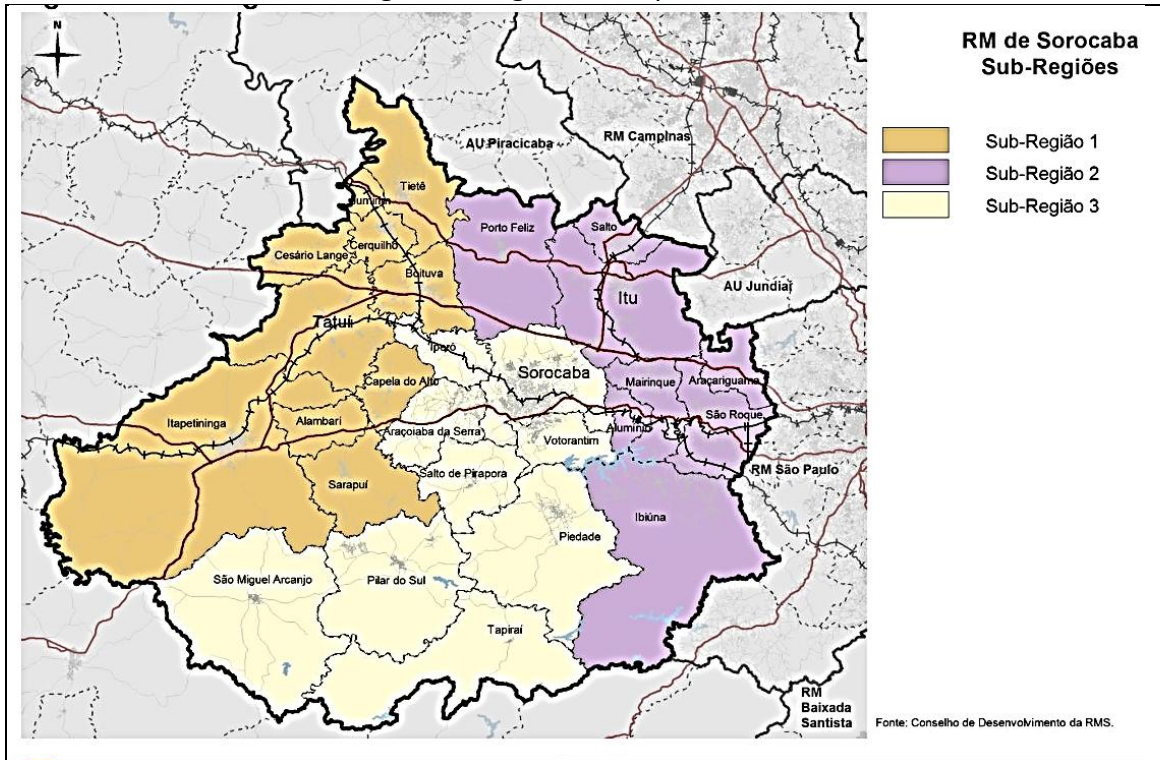 N
RM de Sorocaba
Sub-Regiões
Sub-Região 1
Sub-Região 2
Sub-Região 3
AU Piracicaba
RM Campinas
Tietê
Jumirim
Porto Feliz
Salto
Cerquilho
Cesário Lange
Boituva
AU Jundiaí
Itu
Tatuí
Iperó
Sorocaba
Capela do Alto
Mairinque
Araçariguama
Itapetininga
Alambari
São Roque
Araçoiaba da Serra
Votorantim
Alumínio
RM São Paulo
Salto de Pirapora
Sarapuí
Ibiúna
Piedade
São Miguel Arcanjo
Pilar do Sul
Tapiraí
RM
Baixada
Santista
Fonte: Conselho de Desenvolvimento da RMS.